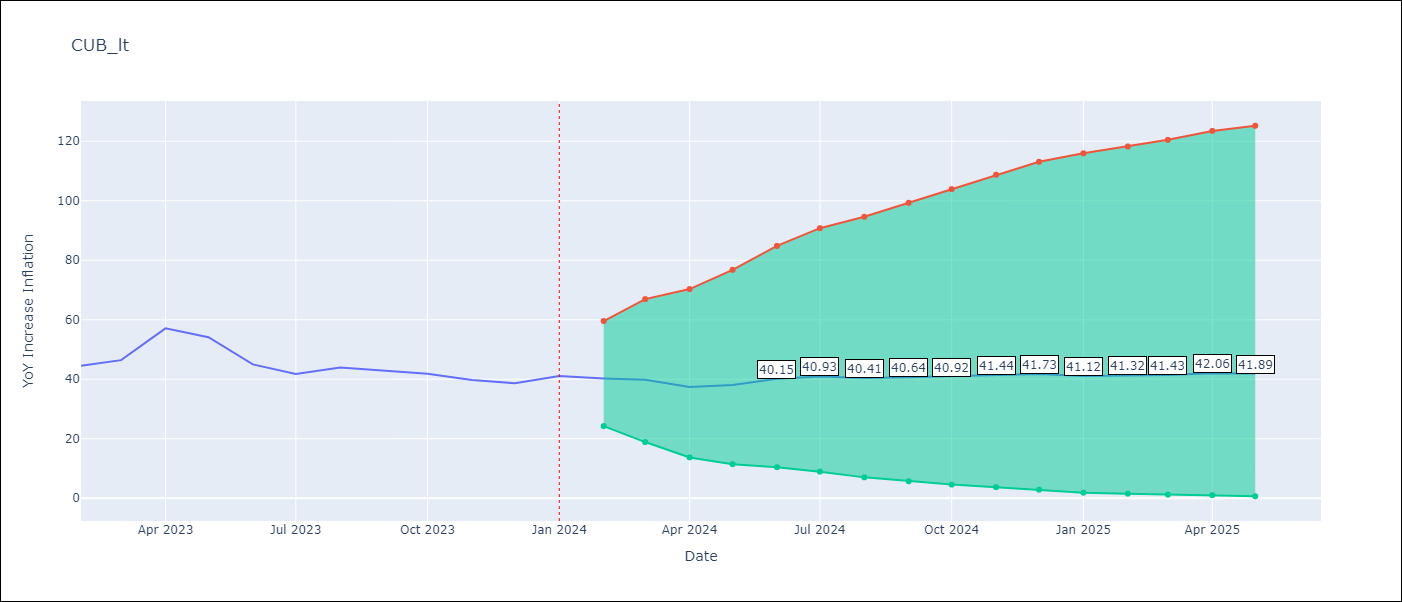 CUB_lt
YoY Increase Inflation
120
100
80
60
40
20
0
40.15
40.93
40.41
40.64
40.92
41.44
41.73
41.12
41.32
41.43
42.06
41.89
Apr 2023
Jul 2023
Oct 2023
Jan 2024
Apr 2024
Jul 2024
Oct 2024
Jan 2025
Apr 2025
Date